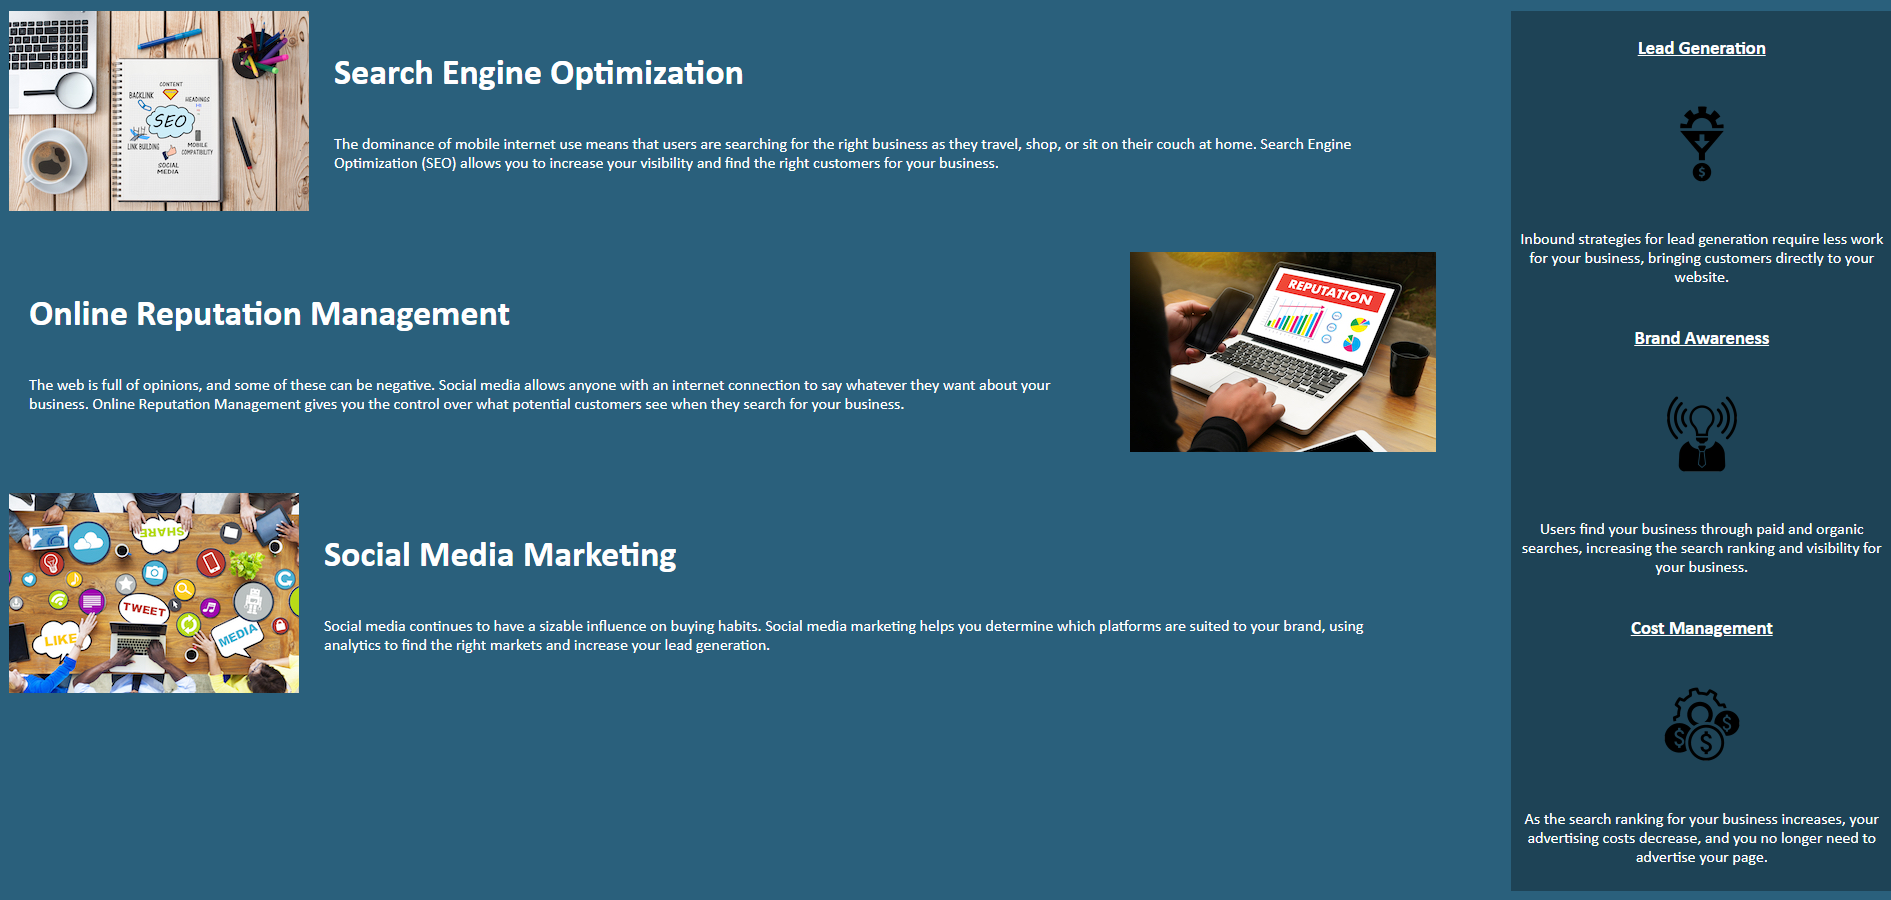 CONTENT
BACKLINK
HEADINGS
SEO
LINK BUILDING
MOBILE
COMPATIBILITY
SOCIAL
MEDIA
Search Engine Optimization
The dominance of mobile internet use means that users are searching for the right business as they travel, shop, or sit on their couch at home. Search Engine
Optimization (SEO) allows you to increase your visibility and find the right customers for your business.
Online Reputation Management
The web is full of opinions, and some of these can be negative. Social media allows anyone with an internet connection to say whatever they want about your
business. Online Reputation Management gives you the control over what potential customers see when they search for your business.
REPUTATION
SHARE
TWEET
LIKE
MEDIA
Social Media Marketing
Social media continues to have a sizable influence on buying habits. Social media marketing helps you determine which platforms are suited to your brand, using
analytics to find the right markets and increase your lead generation.
Lead Generation
$
Inbound strategies for lead generation require less work
for your business, bringing customers directly to your
website.
Brand Awareness
Users find your business through paid and organic
searches, increasing the search ranking and visibility for
your business.
Cost Management
$ $ $
As the search ranking for your business increases, your
advertising costs decrease, and you no longer need to
advertise your page.